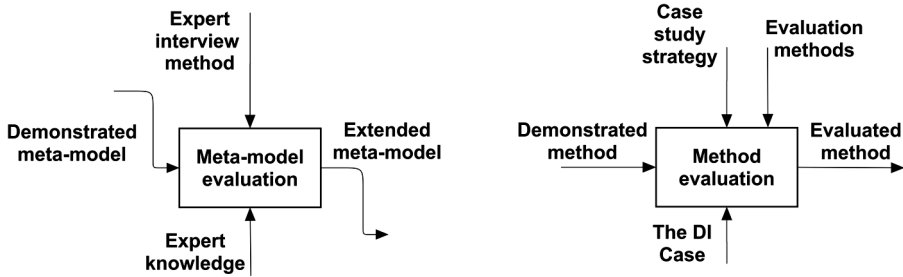 Expert
interview
method
Demonstrated
meta-model
Meta-model
evaluation
Extended
meta-model
Expert
knowledge
Case
study
strategy
Evaluation
methods
Demonstrated
method
Method
evaluation
Evaluated
method
The DI
Case